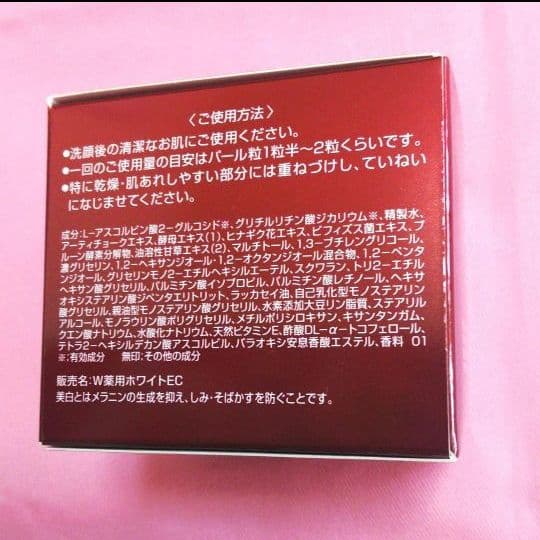 〈ご使用方法〉
●洗顔後の清潔なお肌にご使用ください。
●一回のご使用量の目安はパール粒1粒半〜2粒くらいです。
●特に乾燥・肌あれしやすい部分には重ねづけし、ていねい
になじませてください。
成分:L-アスコルビン酸2-グルコシド※、グリチルリチン酸ジカリウム※、精製水、
アーティチョークエキス、酵母エキス(1)、ヒナギク花エキス、ビフィズス菌エキス、プ
ルーン酵素分解物、油溶性甘草エキス(2)、マルチトール、1,3-ブチレングリコール、
濃グリセリン、1,2-ヘキサンジオール・1,2-オクタンジオール混合物、1,2-ペンタ
ンジオール、グリセリンモノ2-エチルヘキシルエーテル、スクワラン、トリ2-エチル
ヘキサン酸グリセリル、パルミチン酸イソプロピル、パルミチン酸レチノール、ヘキサ
オキシステアリン酸ジペンタエリトリット、ラッカセイ油、自己乳化型モノステアリン
酸グリセリル、親油型モノステアリン酸グリセリル、水素添加大豆リン脂質、ステアリル
アルコール、モノラウリン酸ポリグリセリル、メチルポリシロキサン、キサンタンガム、
クエン酸ナトリウム、水酸化ナトリウム、天然ビタミンE、酢酸DL-α-トコフェロール、
テトラ2-ヘキシルデカン酸アスコルビル、パラオキシ安息香酸エステル、香料 01
※:有効成分 無印:その他の成分
販売名:W薬用ホワイトEC
美白とはメラニンの生成を抑え、しみ・そばかすを防ぐことです。